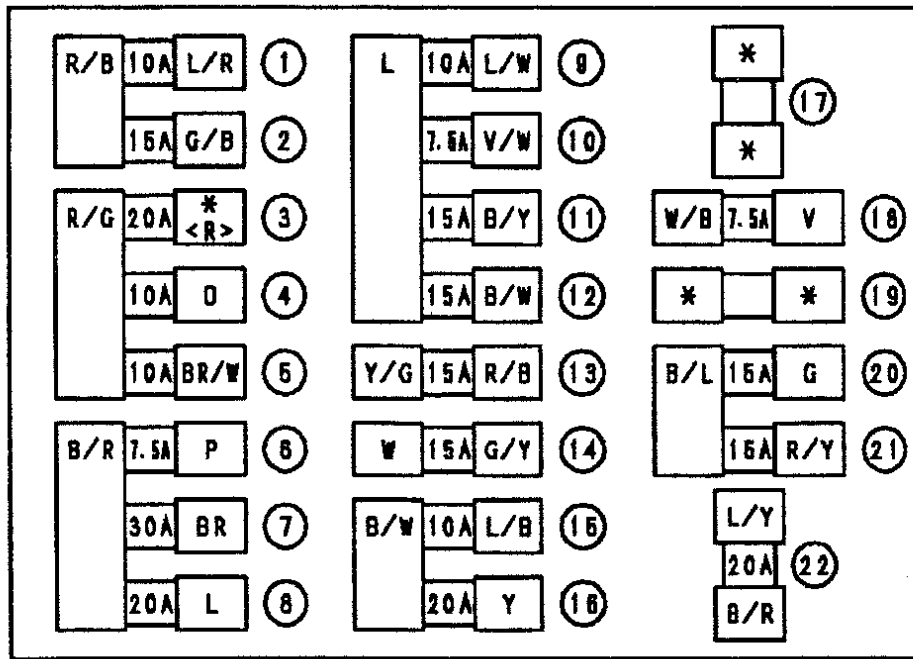 R/B 10A L/R 1
15A G/B 2
R/G 20A * <R> 3
10A O 4
10A BR/W 5
B/R 7.5A P 6
30A BR 7
20A L 8
L 10A L/W 9
7.5A V/W 10
15A B/Y 11
15A B/W 12
Y/G 15A R/B 13
W 15A G/Y 14
B/W 10A L/B 15
20A Y 16
*
17
*
W/B 7.5A V 18
* * 19
B/L 15A G 20
15A R/Y 21
L/Y
20A 22
B/R